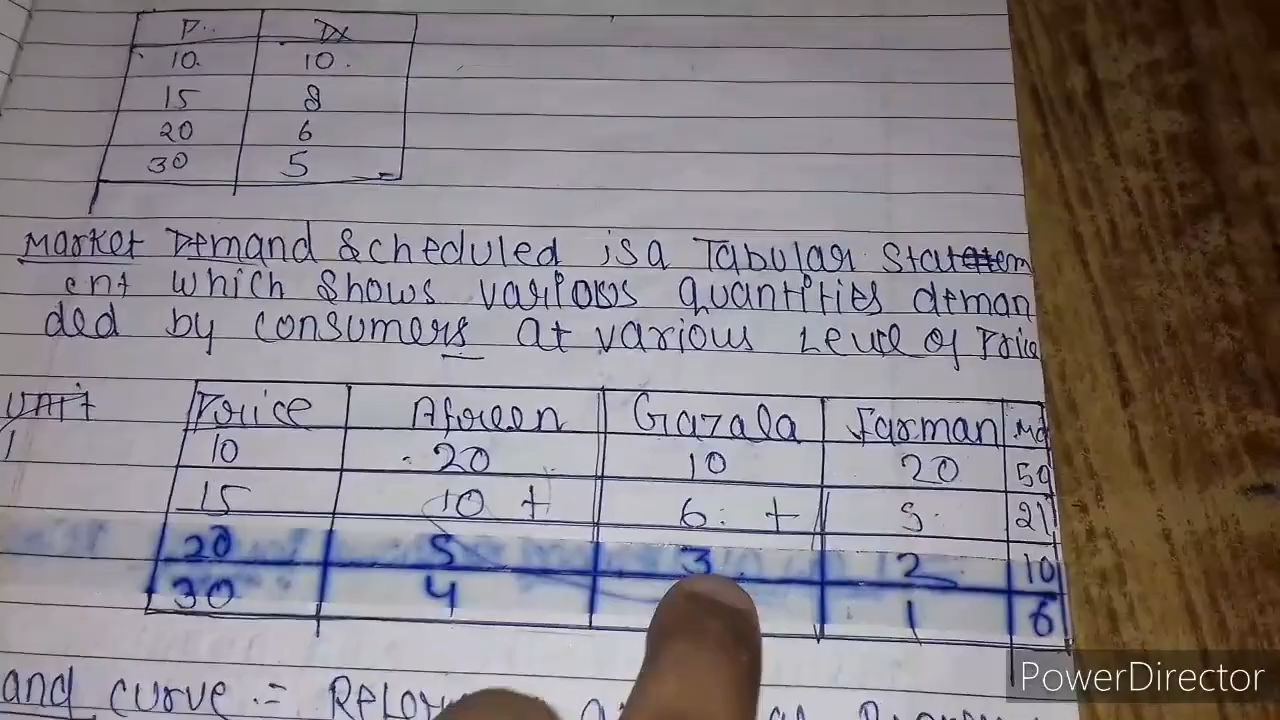 P.. Dx
10. 10.
15 8
20 6
30 5
Market Demand Scheduled is a Tabular Statem
ent which shows various quantities deman
ded by consumers at various Level of Price
Unit Price Afreen Gazala Farman Md
1 10 20 10 20 50
15 10 + 6. + 5. 21
20 5 3 2 10
30 4 1 6
and curve :=
PowerDirector